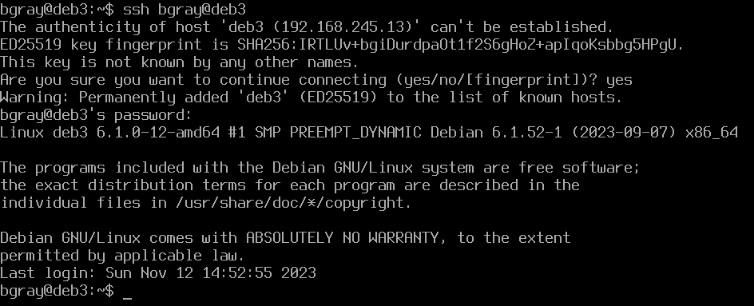 bgray@deb3:~$ ssh bgray@deb3
The authenticity of host 'deb3 (192.168.245.13)' can't be established.
ED25519 key fingerprint is SHA256:IRTLUv+bgiDurdpaOt1f2S6gHoZ+apIqoKsbbg5HPgU.
This key is not known by any other names.
Are you sure you want to continue connecting (yes/no/[fingerprint])? yes
Warning: Permanently added 'deb3' (ED25519) to the list of known hosts.
bgray@deb3's password:
Linux deb3 6.1.0-12-amd64 #1 SMP PREEMPT_DYNAMIC Debian 6.1.52-1 (2023-09-07) x86_64

The programs included with the Debian GNU/Linux system are free software;
the exact distribution terms for each program are described in the
individual files in /usr/share/doc/*/copyright.

Debian GNU/Linux comes with ABSOLUTELY NO WARRANTY, to the extent
permitted by applicable law.
Last login: Sun Nov 12 14:52:55 2023
bgray@deb3:~$ _